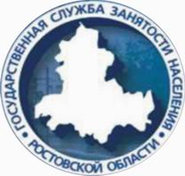 ГОСУДАРСТВЕННАЯ СЛУЖБА ЗАНЯТОСТИ НАСЕЛЕНИЯ
РОСТОВСКОЙ ОБЛАСТИ